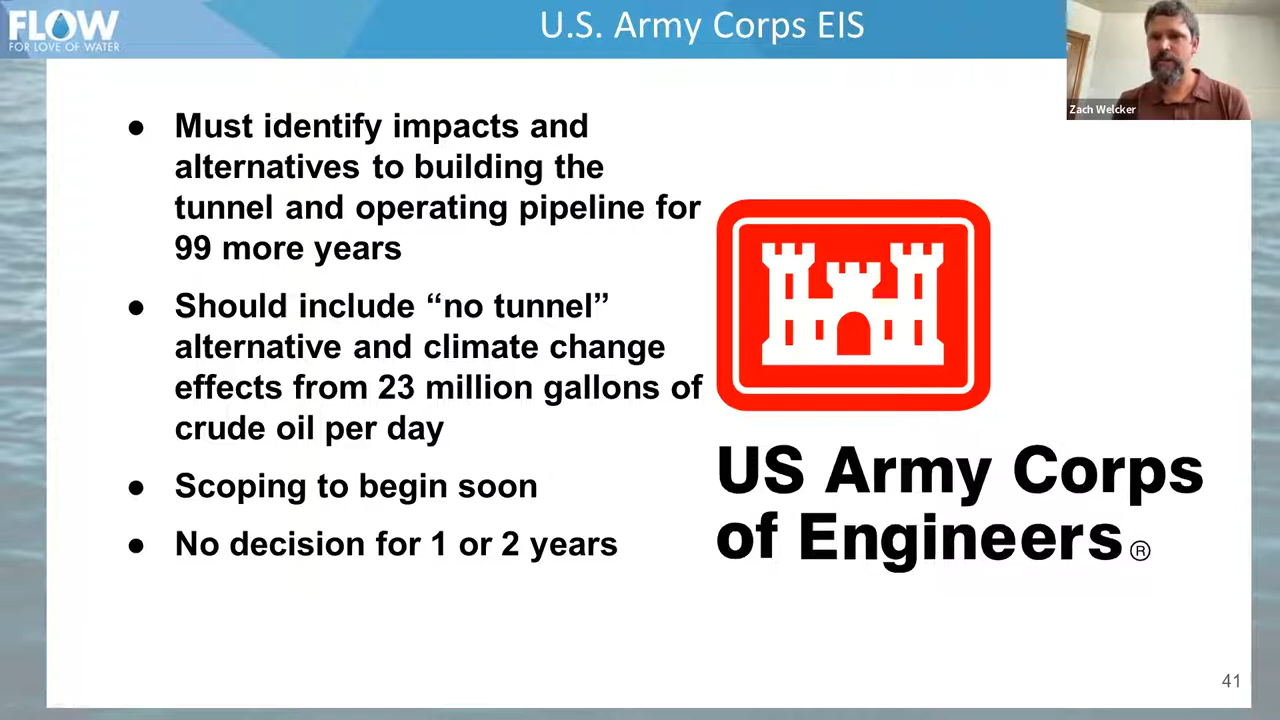 FLOW
FOR LOVE OF WATER
U.S. Army Corps EIS
Zach Welcker
● Must identify impacts and
alternatives to building the
tunnel and operating pipeline for
99 more years
● Should include “no tunnel”
alternative and climate change
effects from 23 million gallons of
crude oil per day
● Scoping to begin soon
● No decision for 1 or 2 years
US Army Corps
of Engineers®
41